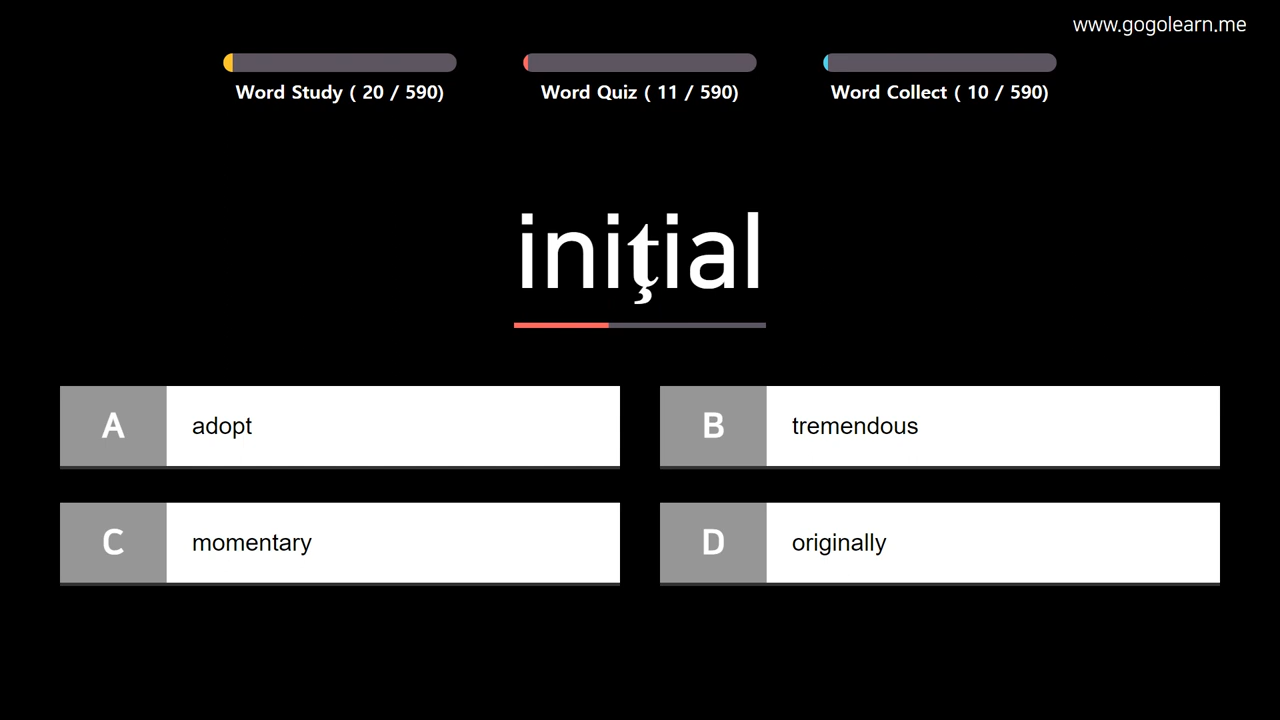 www.gogolearn.me
Word Study ( 20 / 590)
Word Quiz ( 11 / 590)
Word Collect ( 10 / 590)
iniţial
A adopt
B tremendous
C momentary
D originally